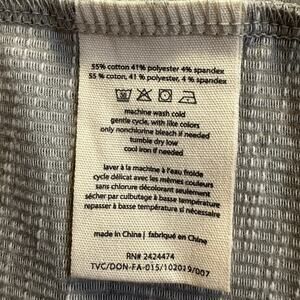 55% cotton 41% polyester 4% spandex
55 % coton, 41 % polyester, 4 % spandex
machine wash cold
gentle cycle, with like colors
only nonchlorine bleach if needed
tumble dry low
cool iron if needed
laver à la machine à l'eau froide
cycle délicat avec les mêmes couleurs
sans chlorure décolorant seulement
sécher par culbutage à basse température
repasser à basse température si nécessaire
made in China | fabriqué en Chine
RN# 2424474
TVC/DON-FA-015/102019/007